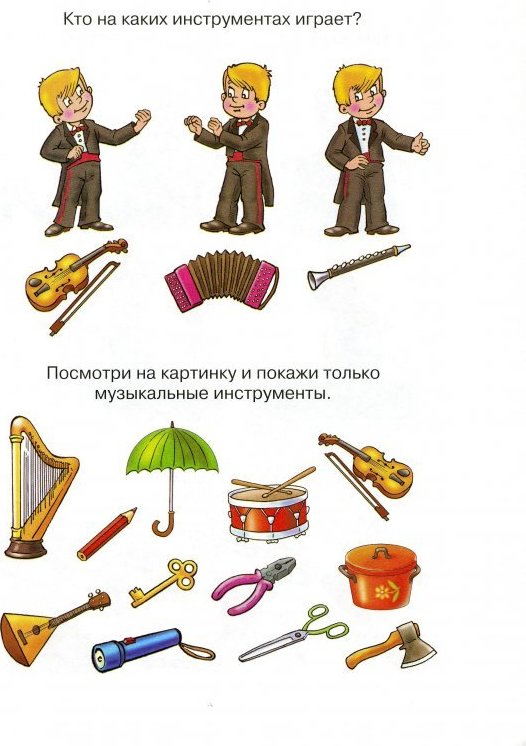 Кто на каких инструментах играет?
Посмотри на картинку и покажи только
музыкальные инструменты.